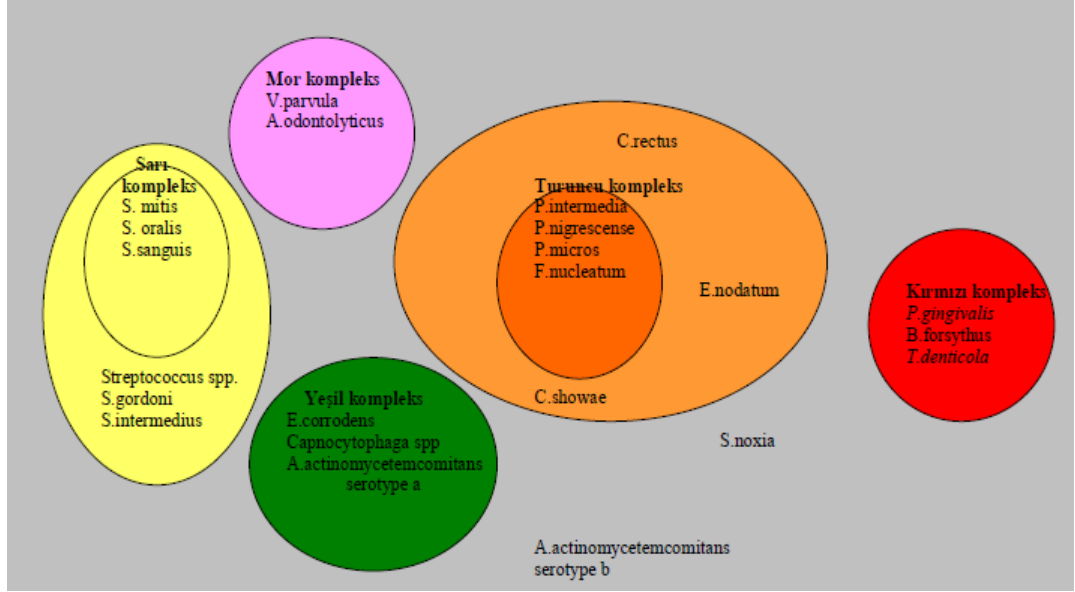 Mor kompleks
V.parvula
A.odontolyticus
Sarı
kompleks
S. mitis
S. oralis
S.sanguis
Streptococcus spp.
S.gordoni
S.intermedius
Yeşil kompleks
E.corrodens
Capnocytophaga spp
A.actinomycetemcomitans
serotype a
C.rectus
Turuncu kompleks
P.intermedia
P.nigrescense
P.micros
F.nucleatum
E.nodatum
C.showae
S.noxia
A.actinomycetemcomitans
serotype b
Kırmızı kompleks
P.gingivalis
B.forsythus
T.denticola